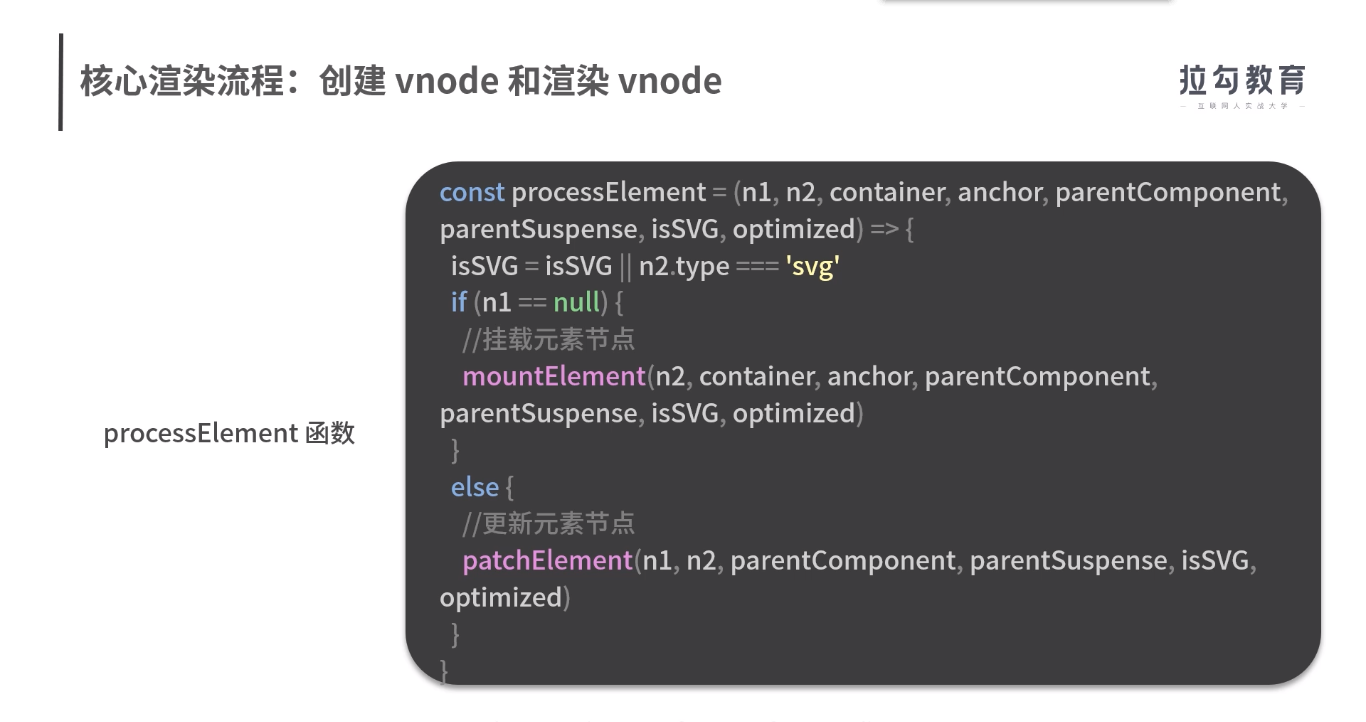 核心渲染流程：创建 vnode 和渲染 vnode
拉勾教育
— 互联网人实战大学 —
const processElement = (n1, n2, container, anchor, parentComponent,
parentSuspense, isSVG, optimized) => {
isSVG = isSVG || n2.type === 'svg'
if (n1 == null) {
//挂载元素节点
mountElement(n2, container, anchor, parentComponent,
parentSuspense, isSVG, optimized)
}
else {
//更新元素节点
patchElement(n1, n2, parentComponent, parentSuspense, isSVG,
optimized)
}
}
processElement 函数